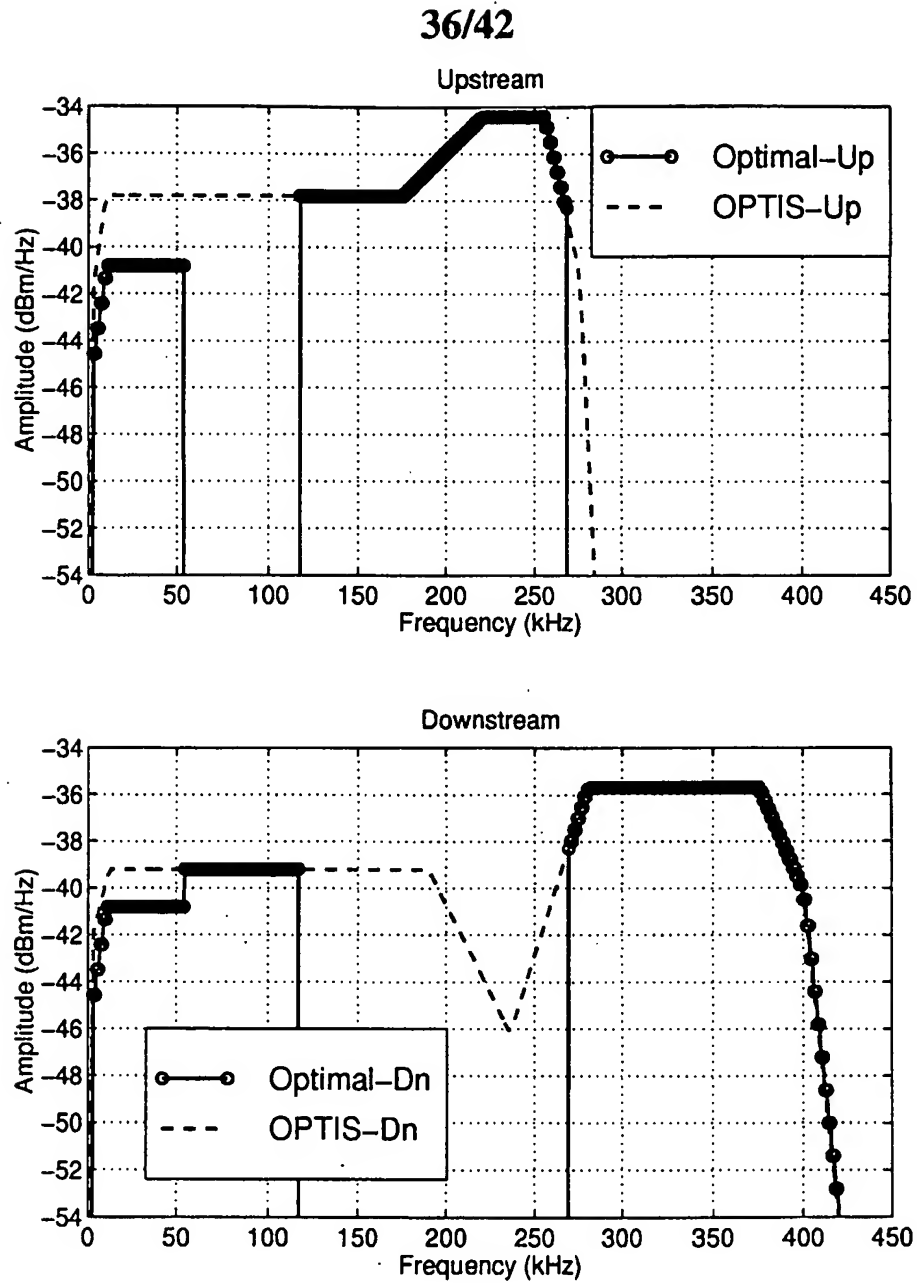 36/42
Upstream
−34
−36
−38
−40
−42
−44
−46
−48
−50
−52
−54
Amplitude (dBm/Hz)
Optimal−Up
OPTIS−Up
0 50 100 150 200 250 300 350 400 450
Frequency (kHz)
Downstream
−34
−36
−38
−40
−42
−44
−46
−48
−50
−52
−54
Amplitude (dBm/Hz)
Optimal−Dn
OPTIS−Dn
0 50 100 150 200 250 300 350 400 450
Frequency (kHz)